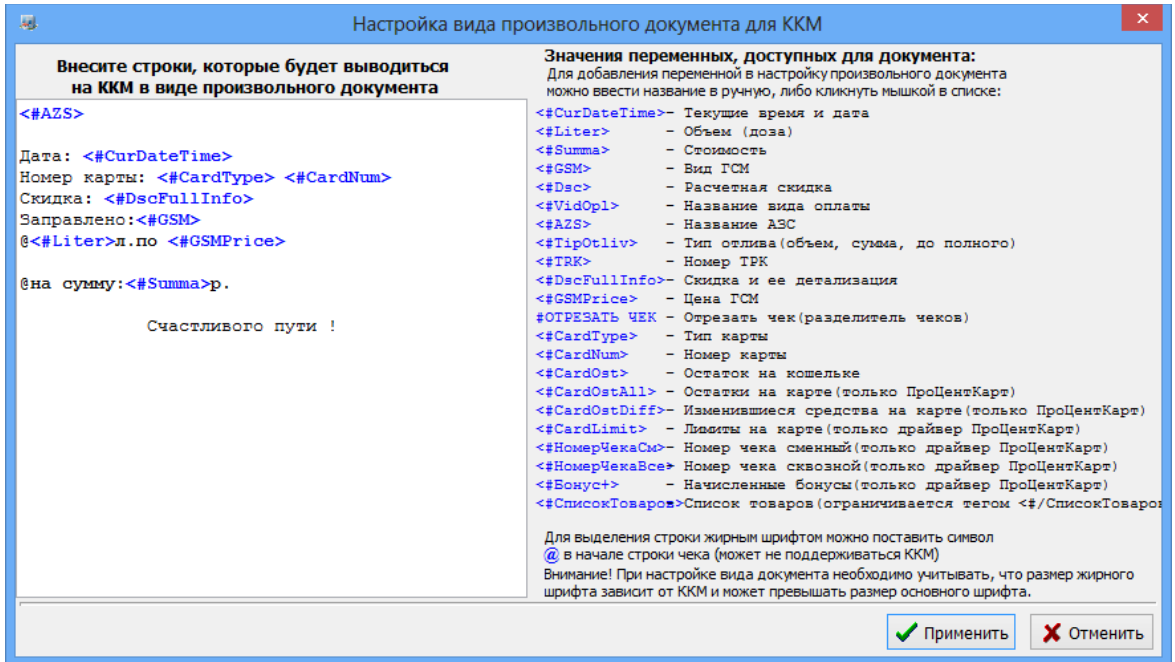 Настройка вида произвольного документа для ККМ
Внесите строки, которые будет выводиться
на ККМ в виде произвольного документа
<#AZS>
Дата: <#CurDateTime>
Номер карты: <#CardType> <#CardNum>
Скидка: <#DscFullInfo>
Заправлено:<#GSM>
@<#Liter>л.по <#GSMPrice>
@на сумму:<#Summa>р.
Счастливого пути !
Значения переменных, доступных для документа:
Для добавления переменной в настройку произвольного документа
можно ввести название в ручную, либо кликнуть мышкой в списке:
<#CurDateTime>- Текущие время и дата
<#Liter> - Объем (доза)
<#Summa> - Стоимость
<#GSM> - Вид ГСМ
<#Dsc> - Расчетная скидка
<#VidOpl> - Название вида оплаты
<#AZS> - Название АЗС
<#TipOtliv> - Тип отлива(объем, сумма, до полного)
<#TRK> - Номер ТРК
<#DscFullInfo>- Скидка и ее детализация
<#GSMPrice> - Цена ГСМ
#ОТРЕЗАТЬ ЧЕК - Отрезать чек(разделитель чеков)
<#CardType> - Тип карты
<#CardNum> - Номер карты
<#CardOst> - Остаток на кошельке
<#CardOstAll> - Остатки на карте(только ПроЦентКарт)
<#CardOstDiff>- Изменившиеся средства на карте(только ПроЦентКарт)
<#CardLimit> - Лимиты на карте(только драйвер ПроЦентКарт)
<#НомерЧекаСм>- Номер чека сменный(только драйвер ПроЦентКарт)
<#НомерЧекаВсе> Номер чека сквозной(только драйвер ПроЦентКарт)
<#Бонус+> - Начисленные бонусы(только драйвер ПроЦентКарт)
<#СписокТоваров>Список товаров(ограничивается тегом <#/СписокТоваров
Для выделения строки жирным шрифтом можно поставить символ
@ в начале строки чека (может не поддерживаться ККМ)
Внимание! При настройке вида документа необходимо учитывать, что размер жирного
шрифта зависит от ККМ и может превышать размер основного шрифта.
Применить
Отменить